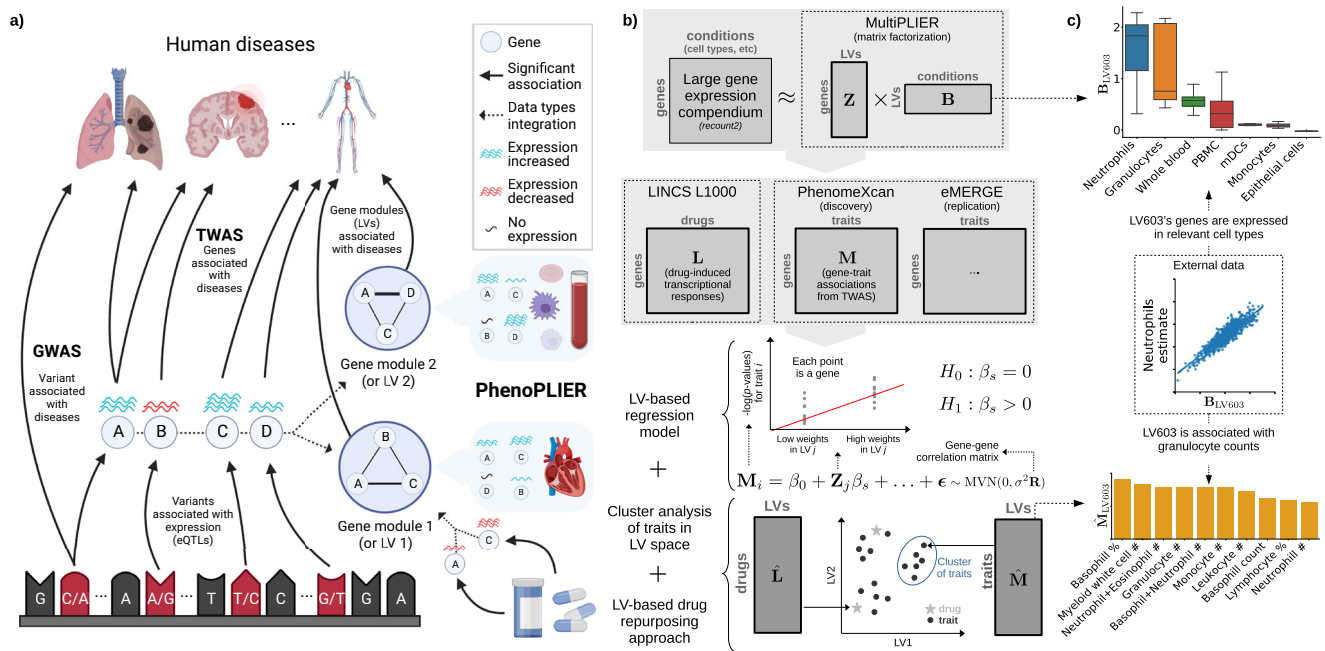 a)
Human diseases
...
Gene
Significant
association
Data types
integration
Expression
increased
Expression
decreased
No
expression
TWAS
Genes
associated
with
diseases
Gene modules
(LVs)
associated
with diseases
GWAS
Variant
associated
with
diseases
A
D
C
Gene module 2
(or LV 2)
A
C
B
D
PhenoPLIER
A
B
C
D
B
A
C
Gene module 1
(or LV 1)
A
C
D
B
Variants
associated with
expression
(eQTLs)
C
A
G
C/A
...
A
A/G
...
T
T/C
C
...
G/T
G
A
b)
MultiPLIER
(matrix factorization)
conditions
(cell types, etc)
genes
Large gene
expression
compendium
(recount2)
≈
LVs
genes
Z
×
conditions
LVs
B
LINCS L1000
drugs
genes
L
(drug-induced
transcriptional
responses)
PhenomeXcan
(discovery)
traits
genes
M
(gene-trait
associations
from TWAS)
eMERGE
(replication)
traits
genes
...
LV-based
regression
model
-log(p-values)
for trait i
Each point
is a gene
Low weights
in LV j
High weights
in LV j
H₀ : βₛ = 0
H₁ : βₛ > 0
Gene-gene
correlation matrix
Mᵢ = β₀ + Zⱼβₛ + … + ϵ ~ MVN(0, σ²R)
+
Cluster analysis
of traits in
LV space
+
LV-based drug
repurposing
approach
LVs
drugs
L̂
LV2
LV1
Cluster
of traits
drug
trait
LVs
traits
M̂
c)
B_LV603
2
1
0
Neutrophils
Granulocytes
Whole blood
PBMC
mDCs
Monocytes
Epithelial cells
LV603's genes are expressed
in relevant cell types
External data
Neutrophils
estimate
B_LV603
LV603 is associated with
granulocyte counts
M̂_LV603
Basophil %
Myeloid white cell #
Neutrophil+Eosinophil #
Granulocyte #
Basophil+Neutrophil #
Monocyte #
Leukocyte #
Basophil count
Lymphocyte %
Neutrophill #